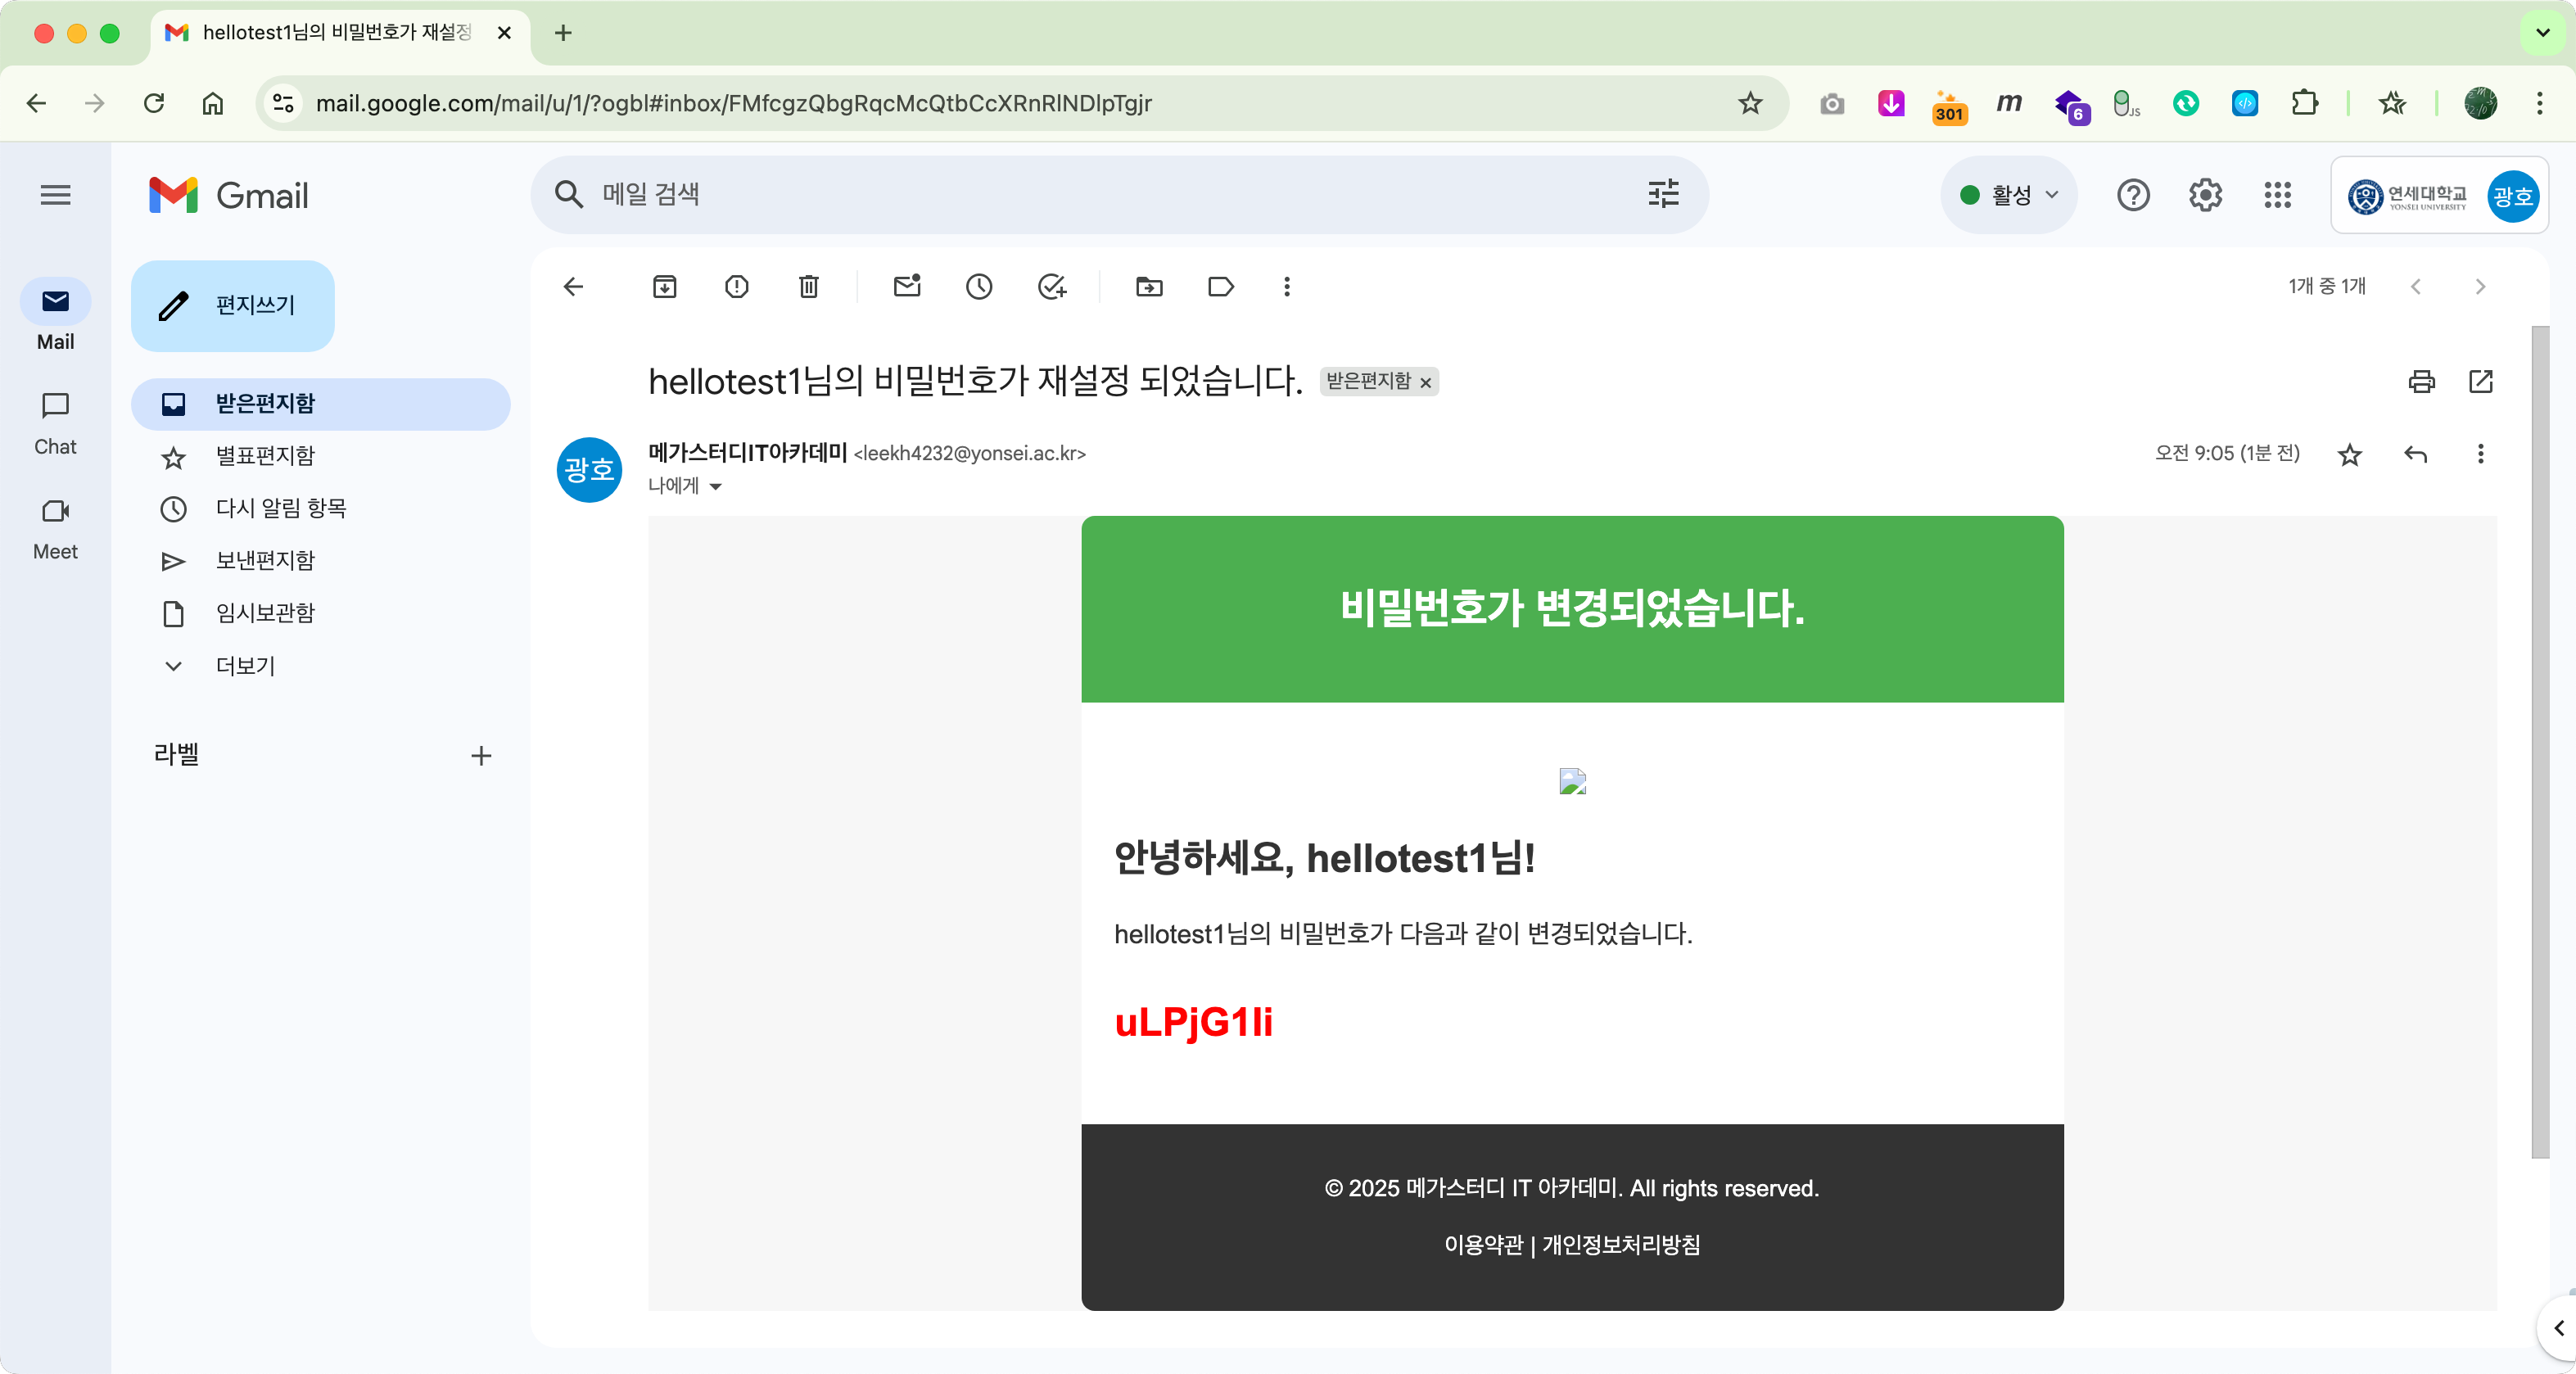 hellotest1님의 비밀번호가 재설정
mail.google.com/mail/u/1/?ogbl#inbox/FMfcgzQbgRqcMcQtbCcXRnRlNDlpTgjr
301
m
6
JS
Gmail
메일 검색
활성
연세대학교
YONSEI UNIVERSITY
광호
Mail
Chat
Meet
편지쓰기
받은편지함
별표편지함
다시 알림 항목
보낸편지함
임시보관함
더보기
라벨
1개 중 1개
hellotest1님의 비밀번호가 재설정 되었습니다.
받은편지함 ×
광호
메가스터디IT아카데미 <leekh4232@yonsei.ac.kr>
오전 9:05 (1분 전)
나에게
비밀번호가 변경되었습니다.
안녕하세요, hellotest1님!
hellotest1님의 비밀번호가 다음과 같이 변경되었습니다.
uLPjG1li
© 2025 메가스터디 IT 아카데미. All rights reserved.
이용약관 | 개인정보처리방침